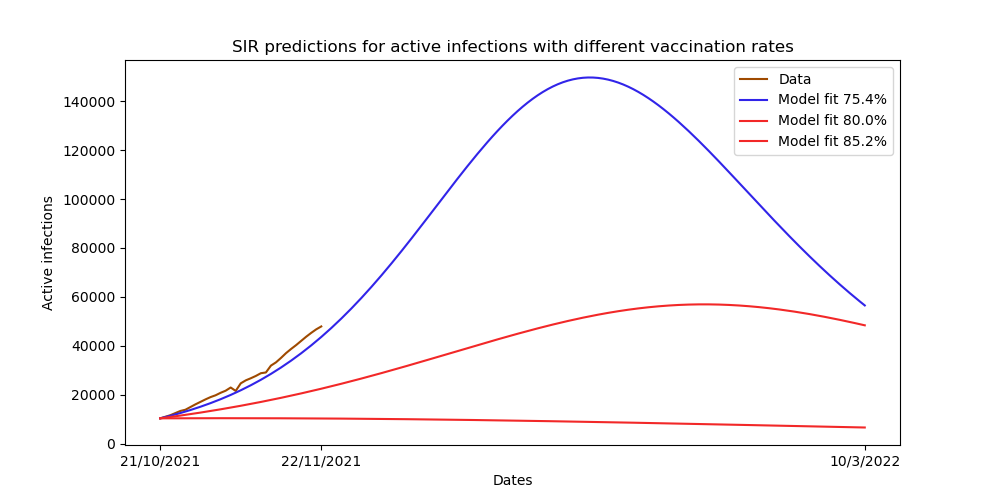 SIR predictions for active infections with different vaccination rates
Data
Model fit 75.4%
Model fit 80.0%
Model fit 85.2%
140000
120000
100000
80000
60000
40000
20000
0
Active infections
21/10/2021
22/11/2021
10/3/2022
Dates